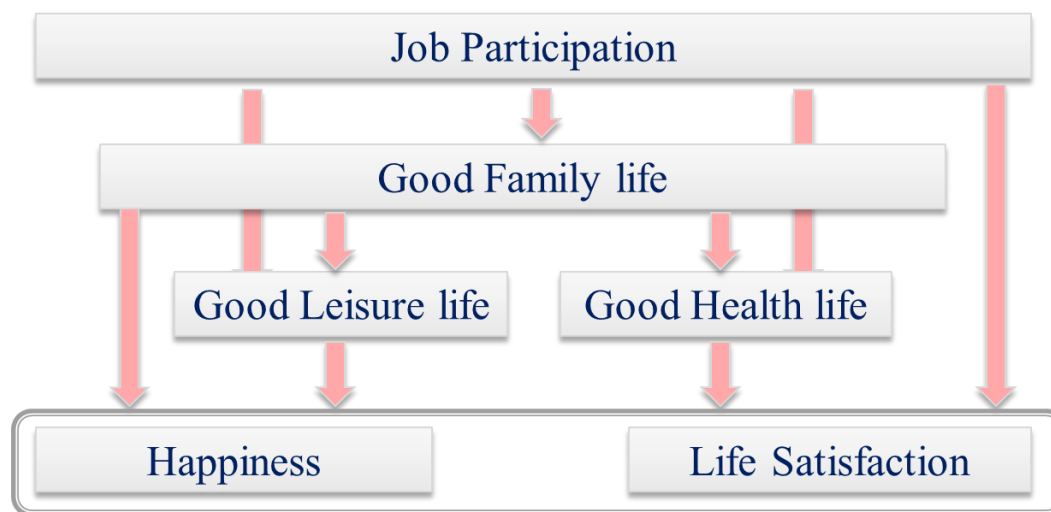 Job Participation
Good Family life
Good Leisure life
Good Health life
Happiness
Life Satisfaction